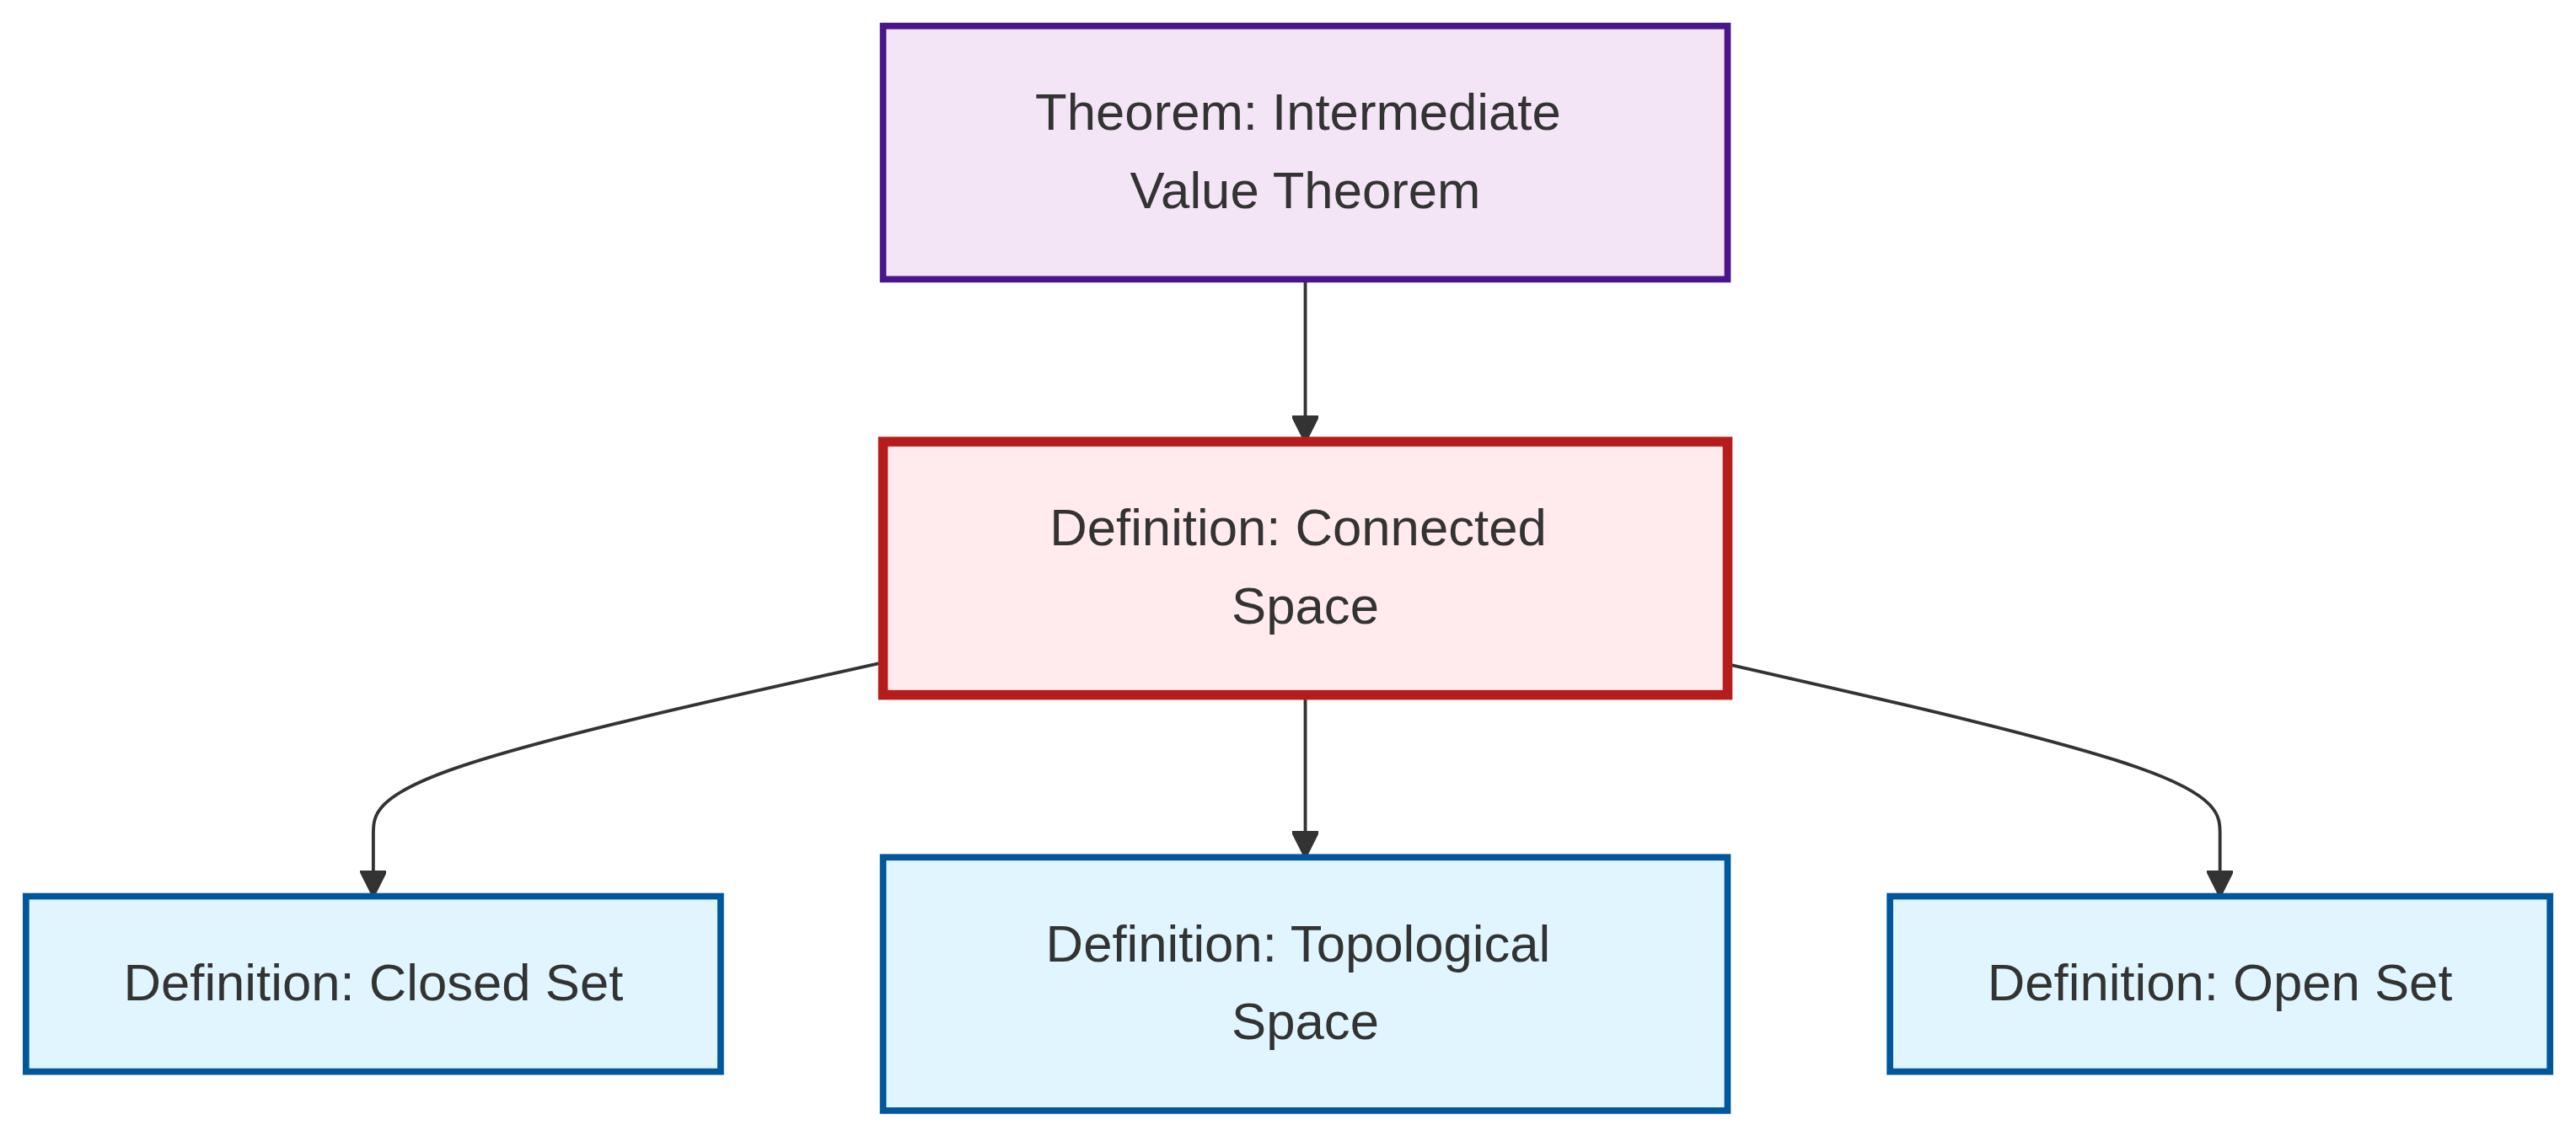 Theorem: Intermediate
Value Theorem
Definition: Connected
Space
Definition: Closed Set
Definition: Topological
Space
Definition: Open Set